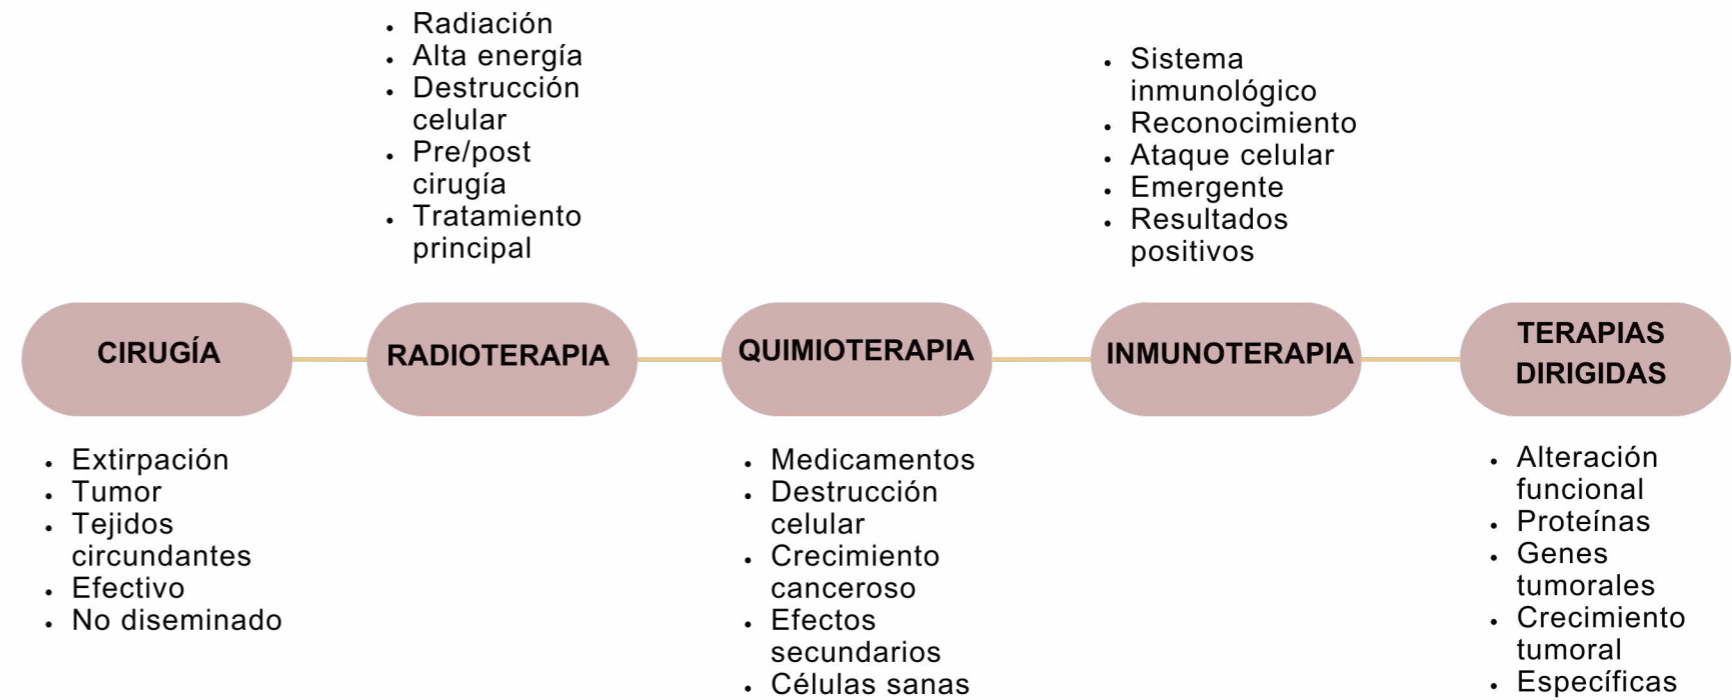 CIRUGÍA
• Extirpación
• Tumor
• Tejidos
circundantes
• Efectivo
• No diseminado
• Radiación
• Alta energía
• Destrucción
celular
• Pre/post
cirugía
• Tratamiento
principal
RADIOTERAPIA
QUIMIOTERAPIA
• Medicamentos
• Destrucción
celular
• Crecimiento
canceroso
• Efectos
secundarios
• Células sanas
• Sistema
inmunológico
• Reconocimiento
• Ataque celular
• Emergente
• Resultados
positivos
INMUNOTERAPIA
TERAPIAS
DIRIGIDAS
• Alteración
funcional
• Proteínas
• Genes
tumorales
• Crecimiento
tumoral
• Específicas